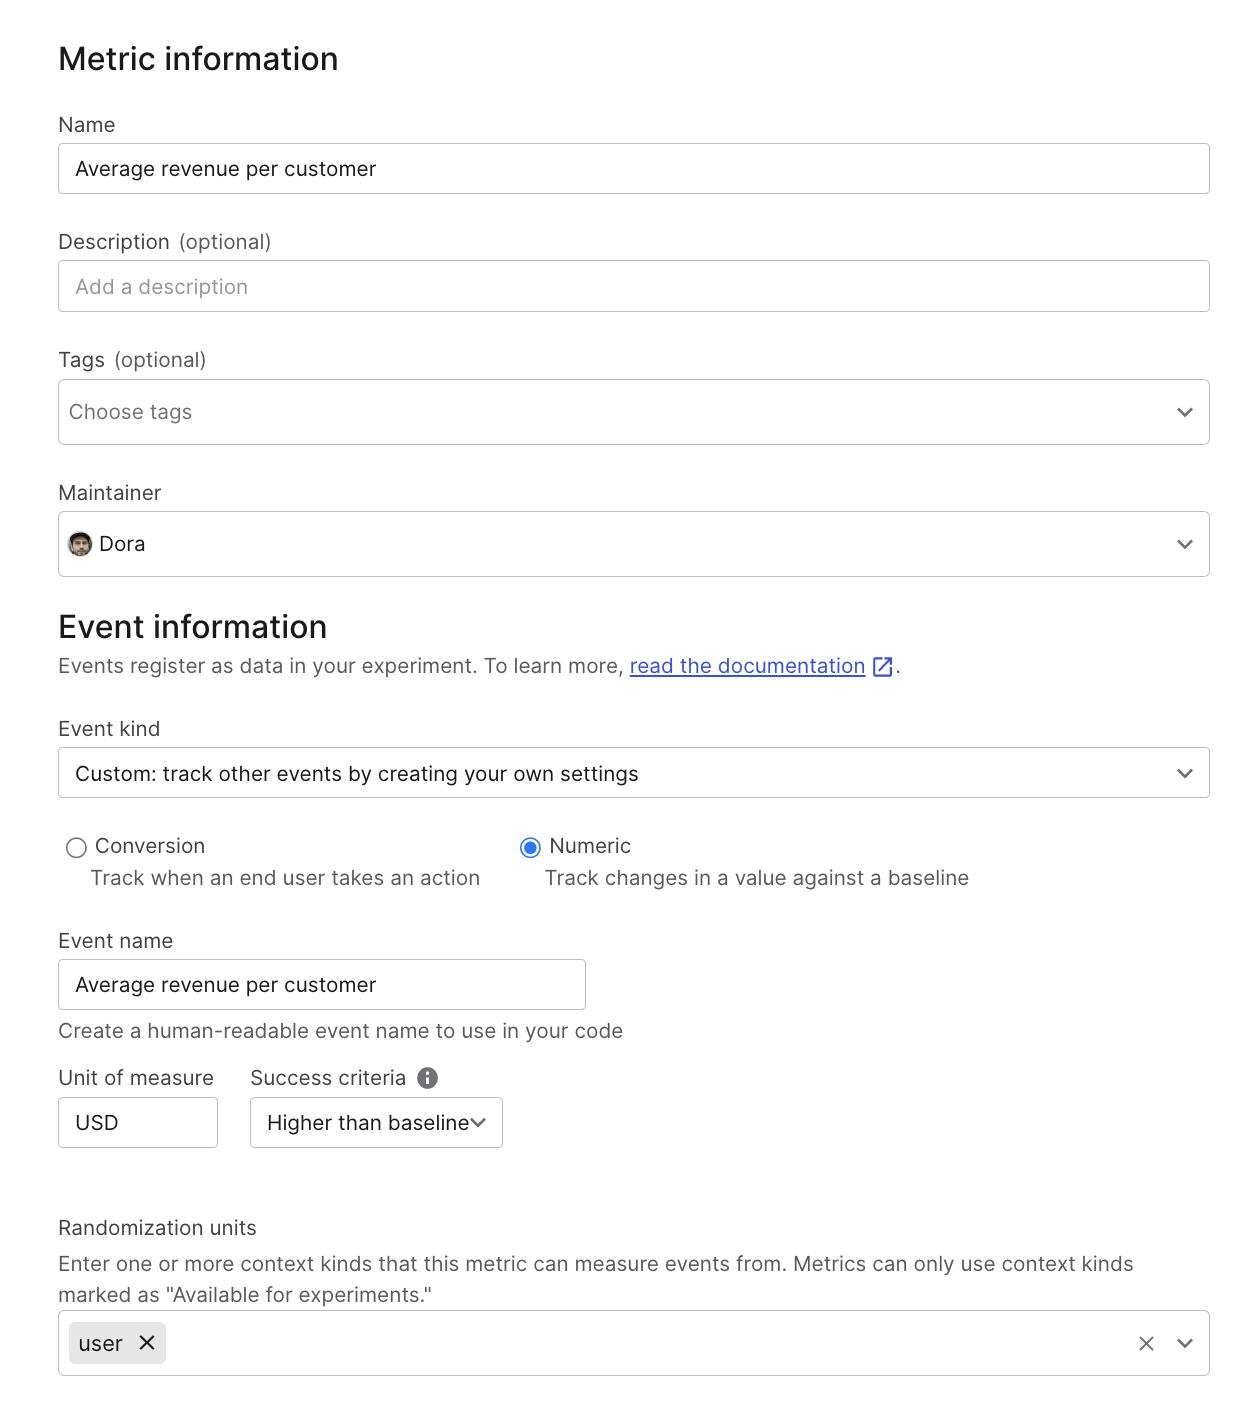 Metric information
Name
Average revenue per customer
Description (optional)
Add a description
Tags (optional)
Choose tags
Maintainer
Dora
Event information
Events register as data in your experiment. To learn more, read the documentation.
Event kind
Custom: track other events by creating your own settings
Conversion
Track when an end user takes an action
Numeric
Track changes in a value against a baseline
Event name
Average revenue per customer
Create a human-readable event name to use in your code
Unit of measure
USD
Success criteria
Higher than baseline
Randomization units
Enter one or more context kinds that this metric can measure events from. Metrics can only use context kinds
marked as "Available for experiments."
user